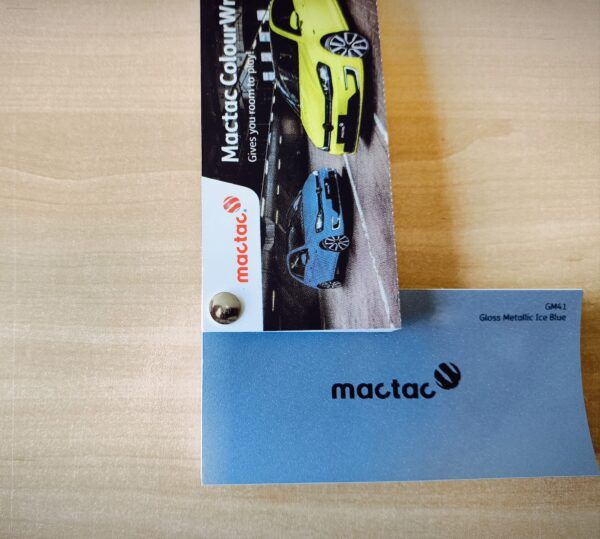 Mactac ColourWr
Gives you room to play!
mactac.
GM41
Gloss Metallic Ice Blue
mactac